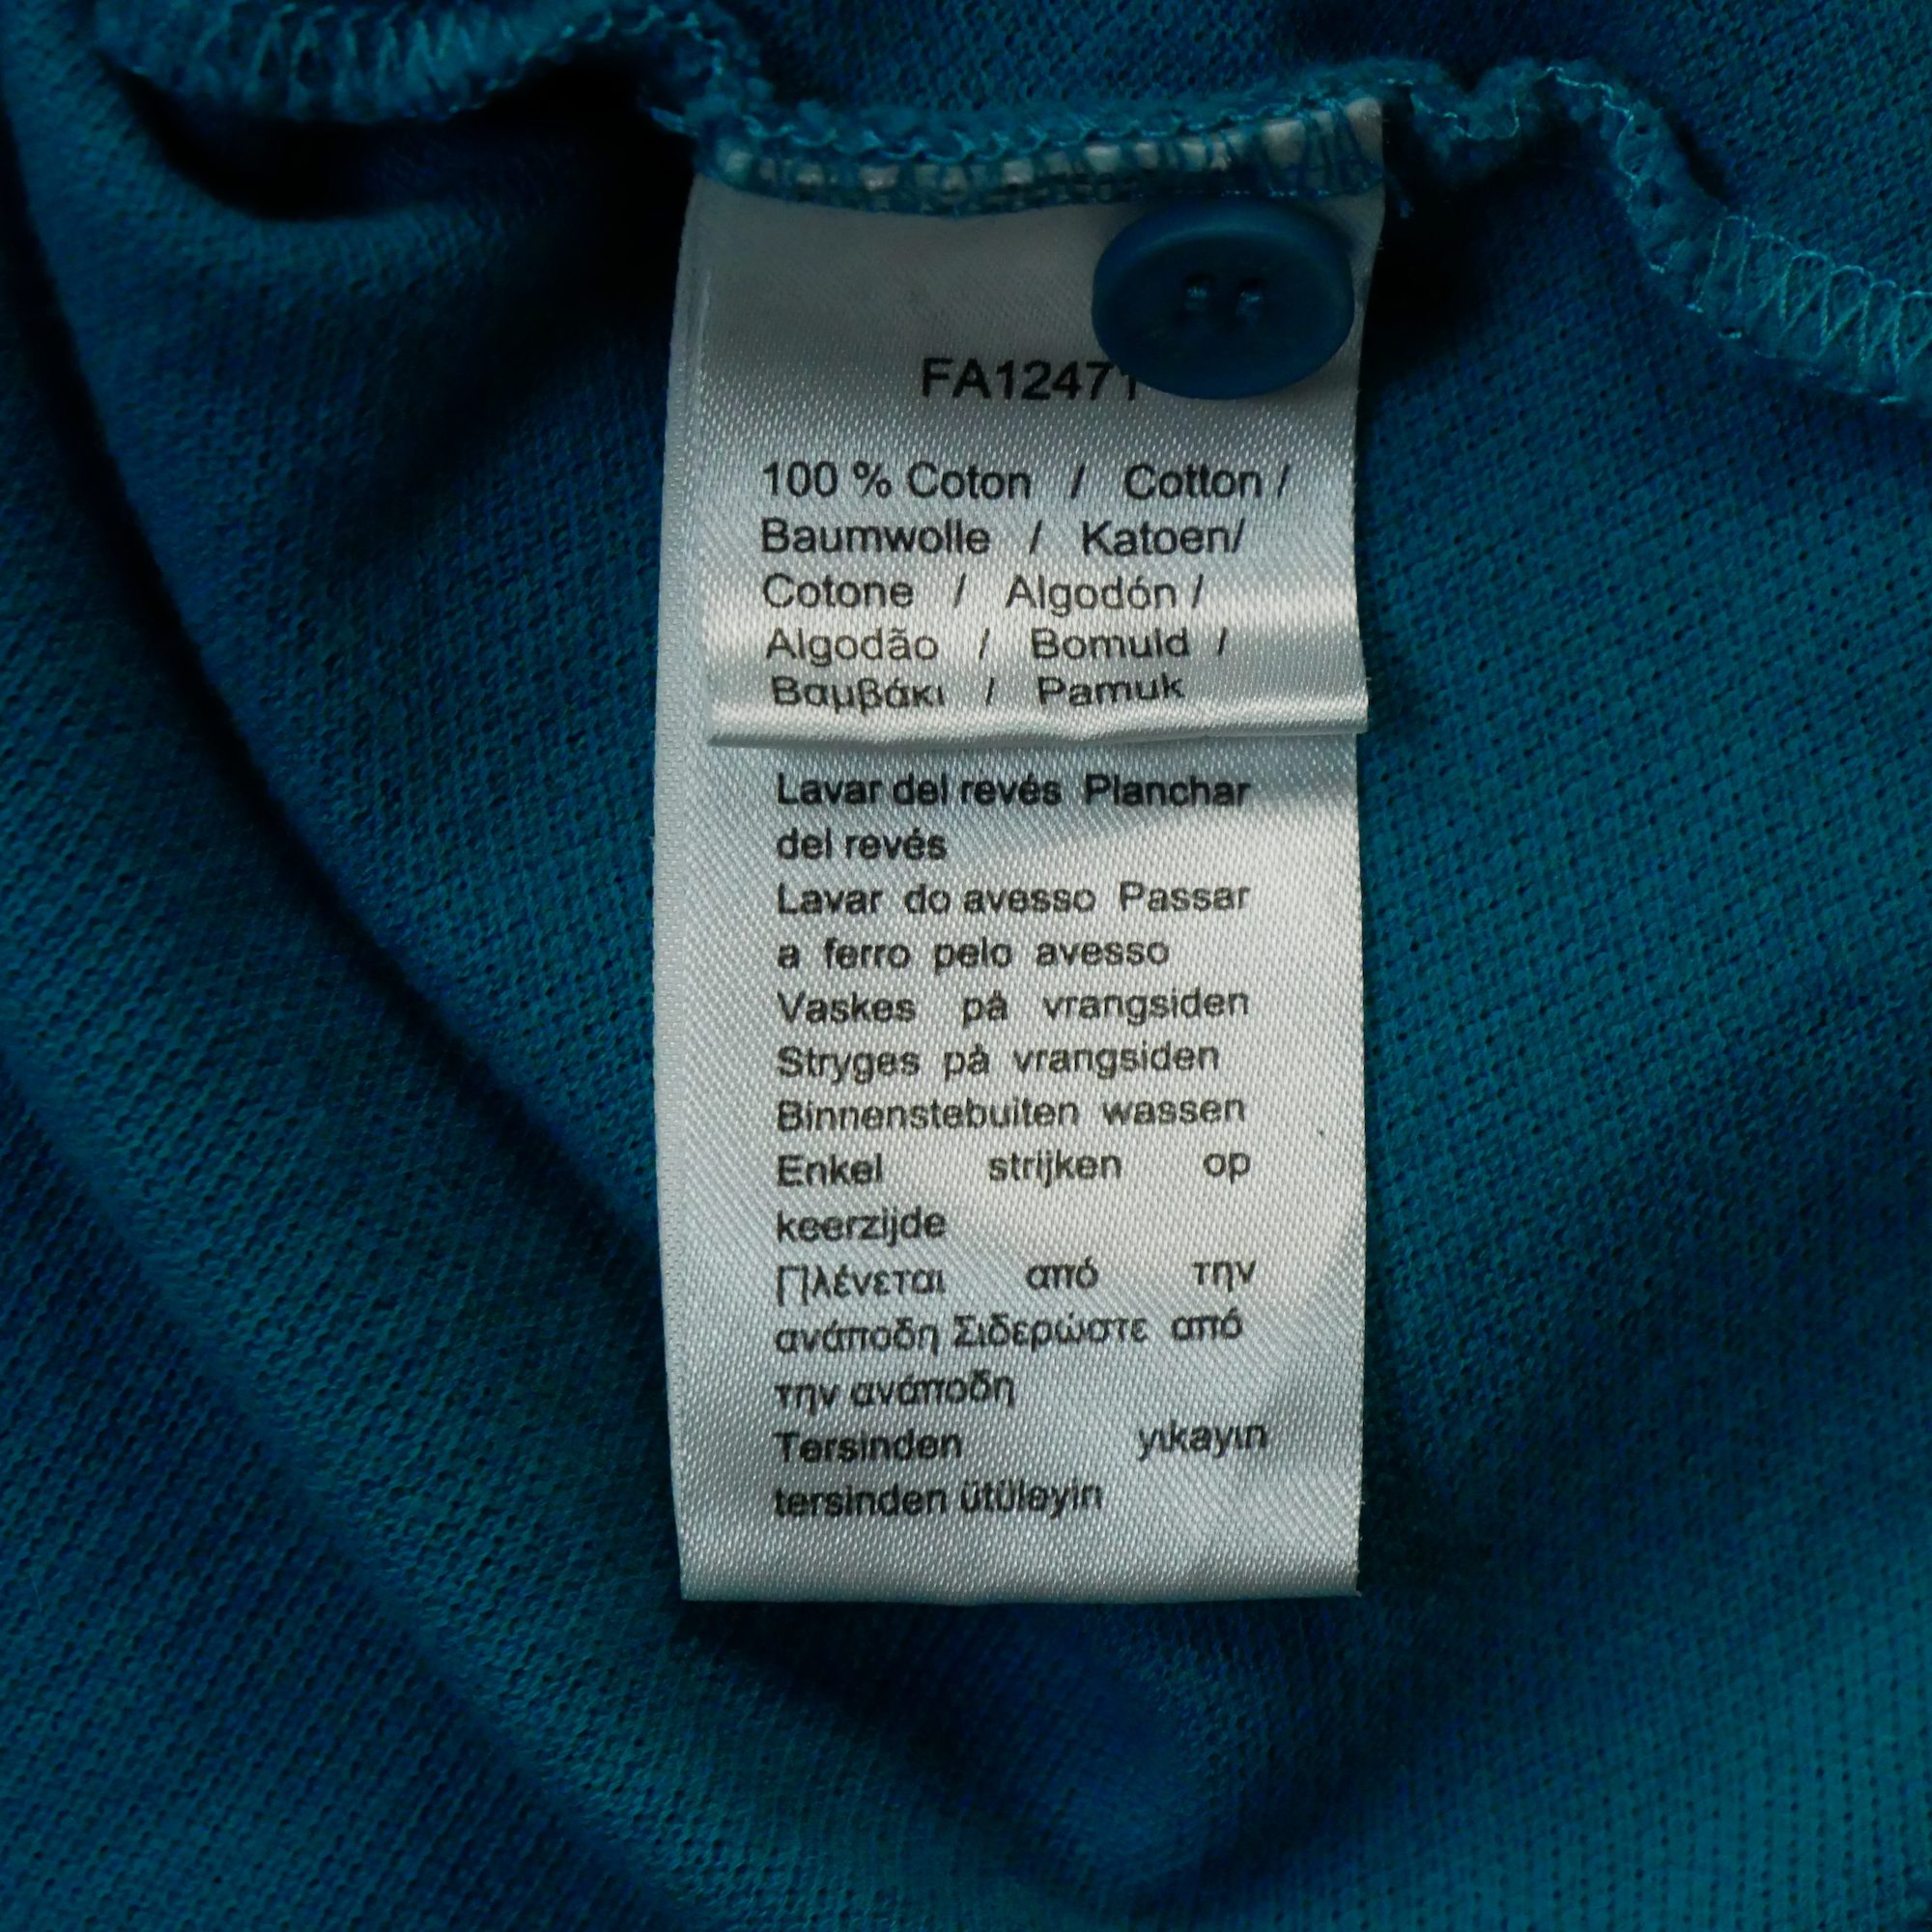 FA12471
100 % Coton / Cotton /
Baumwolle / Katoen/
Cotone / Algodón /
Algodão / Bomuld /
Βαμβάκι / Pamuk
Lavar del revés Planchar
del revés
Lavar do avesso Passar
a ferro pelo avesso
Vaskes på vrangsiden
Stryges på vrangsiden
Binnenstebuiten wassen
Enkel strijken op
keerzijde
Πλένεται από την
ανάποδη Σιδερώστε από
την ανάποδη
Tersinden yıkayın
tersinden ütüleyin